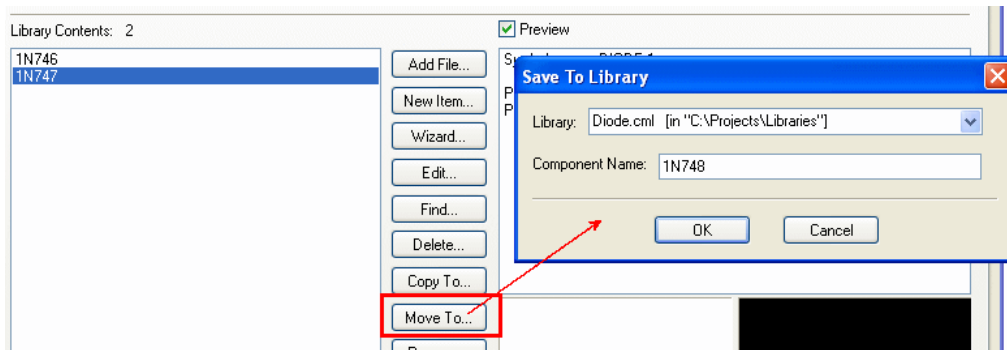 Library Contents: 2
Preview
1N746
1N747
Add File...
New Item...
Wizard...
Edit...
Find...
Delete...
Copy To...
Move To...
Save To Library
Library: Diode.cml [in "C:\Projects\Libraries"]
Component Name: 1N748
OK Cancel